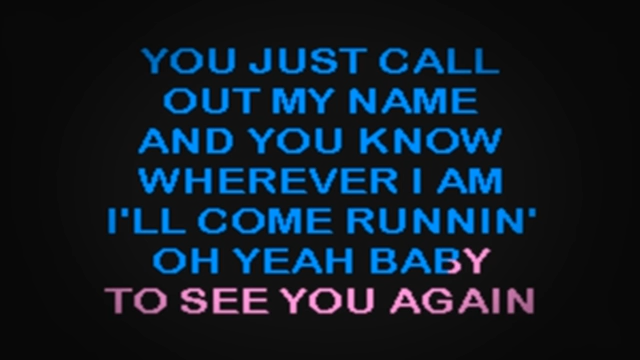 YOU JUST CALL
OUT MY NAME
AND YOU KNOW
WHEREVER I AM
I'LL COME RUNNIN'
OH YEAH BABY
TO SEE YOU AGAIN